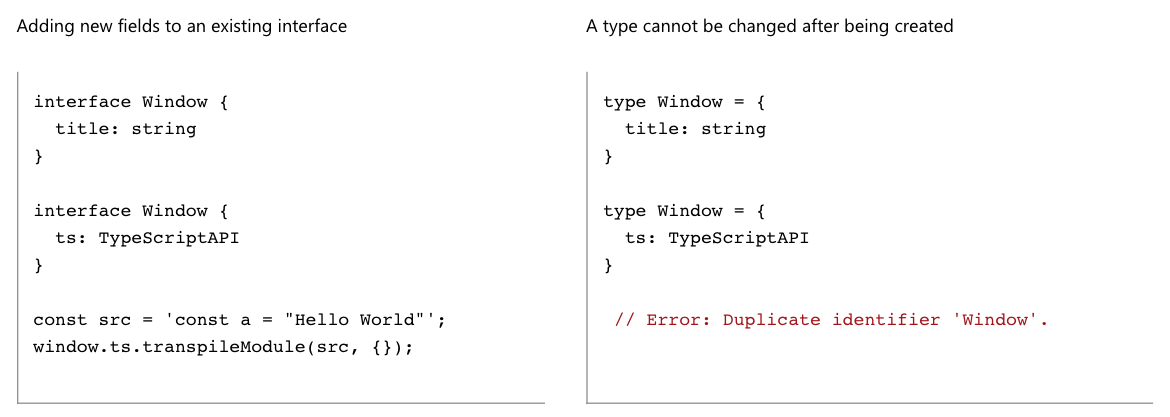 Adding new fields to an existing interface
interface Window {
  title: string
}
interface Window {
  ts: TypeScriptAPI
}
const src = 'const a = "Hello World"';
window.ts.transpileModule(src, {});
A type cannot be changed after being created
type Window = {
  title: string
}
type Window = {
  ts: TypeScriptAPI
}
// Error: Duplicate identifier 'Window'.